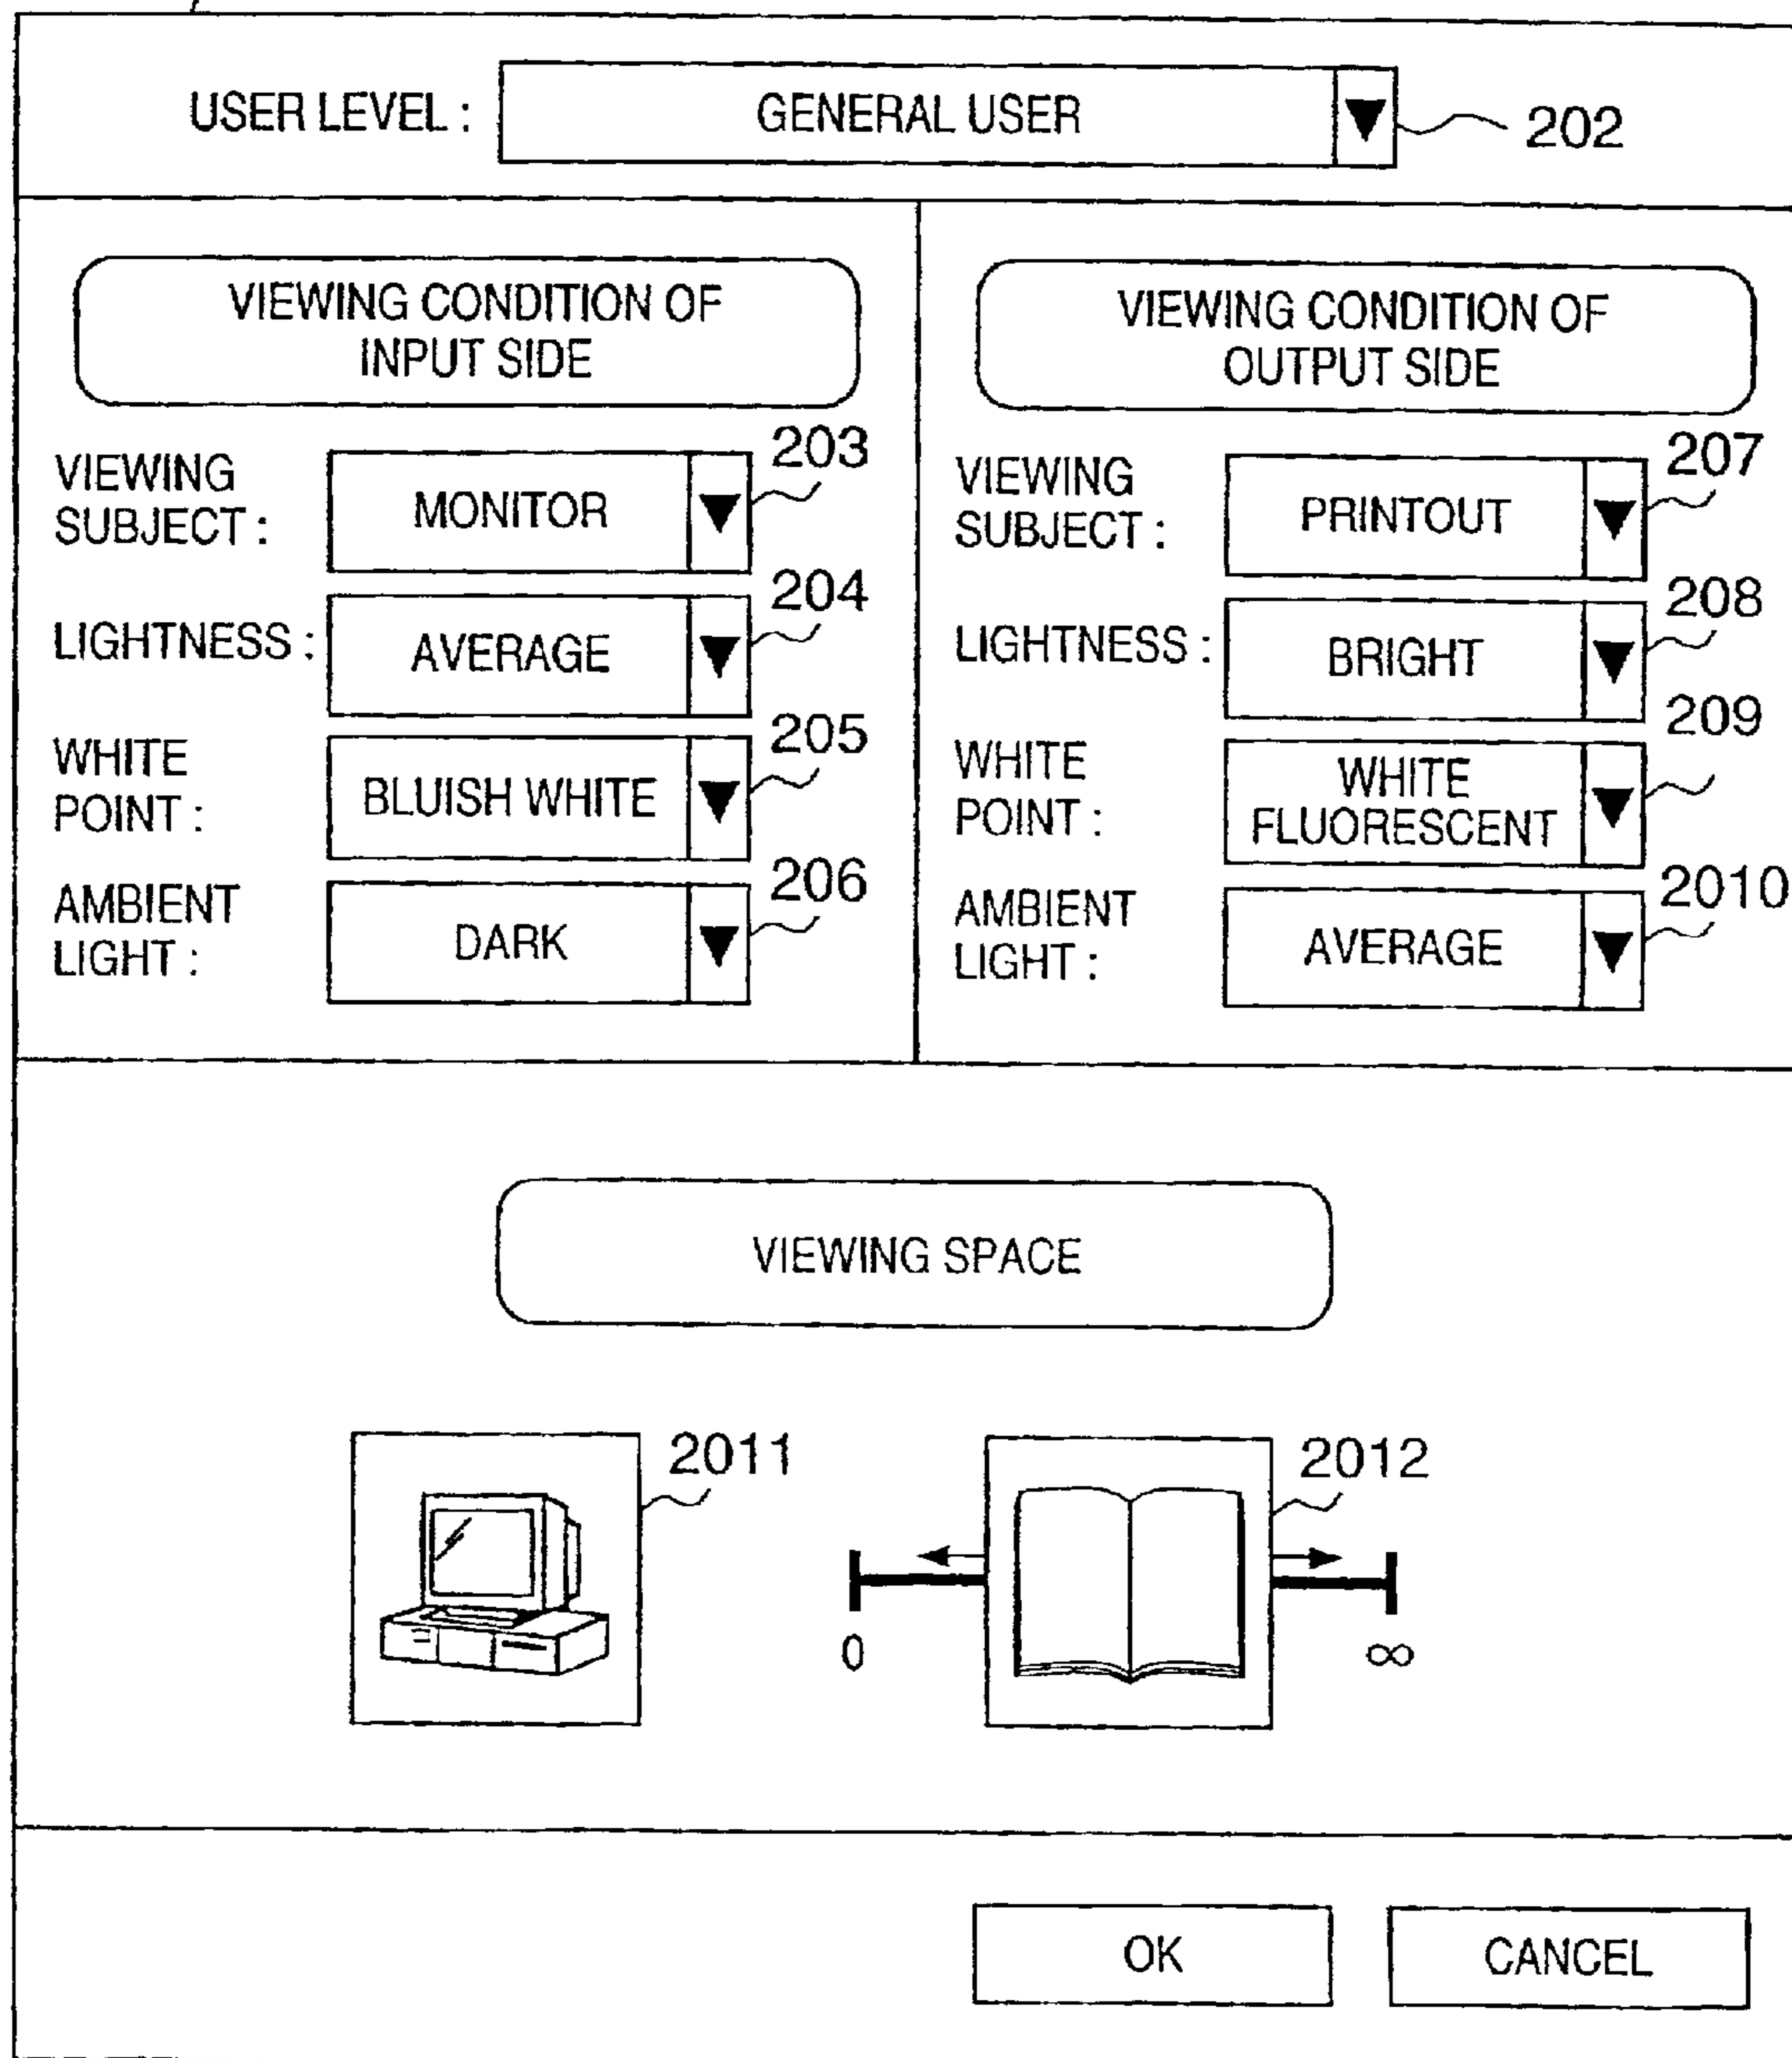 USER LEVEL : GENERAL USER 202
VIEWING CONDITION OF
INPUT SIDE
VIEWING
SUBJECT : MONITOR 203
LIGHTNESS : AVERAGE 204
WHITE
POINT : BLUISH WHITE 205
AMBIENT
LIGHT : DARK 206
VIEWING CONDITION OF
OUTPUT SIDE
VIEWING
SUBJECT : PRINTOUT 207
LIGHTNESS : BRIGHT 208
WHITE
POINT : WHITE
FLUORESCENT 209
AMBIENT
LIGHT : AVERAGE 2010
VIEWING SPACE
2011
2012
0 ∞
OK CANCEL